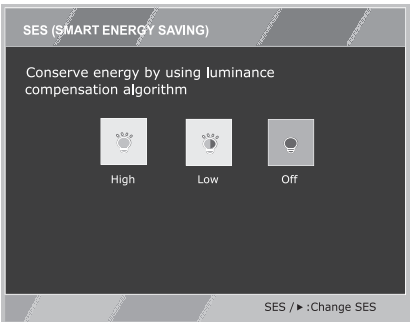 SES (SMART ENERGY SAVING)
Conserve energy by using luminance
compensation algorithm
High Low Off
SES / ► :Change SES